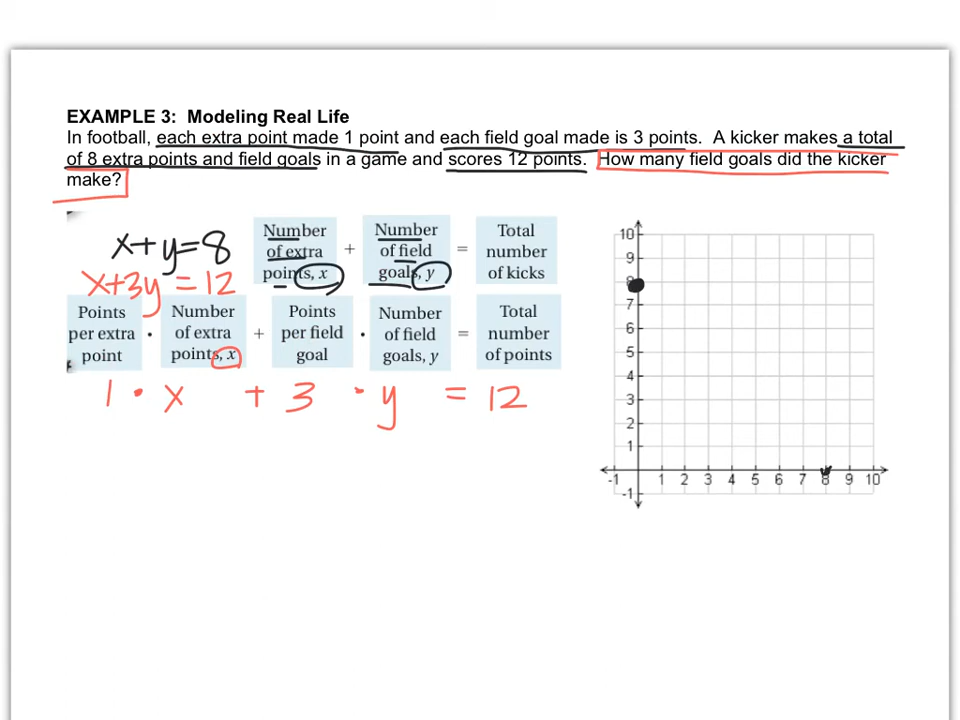 EXAMPLE 3: Modeling Real Life
In football, each extra point made 1 point and each field goal made is 3 points. A kicker makes a total
of 8 extra points and field goals in a game and scores 12 points. How many field goals did the kicker
make?
x+y=8
x+3y=12
Number
of extra
points, x
+
Number
of field
goals, y
=
Total
number
of kicks
Points
per extra
point
·
Number
of extra
points, x
+
Points
per field
goal
·
Number
of field
goals, y
=
Total
number
of points
1 · x + 3 · y = 12
10
9
8
7
6
5
4
3
2
1
-1 1 2 3 4 5 6 7 8 9 10
-1